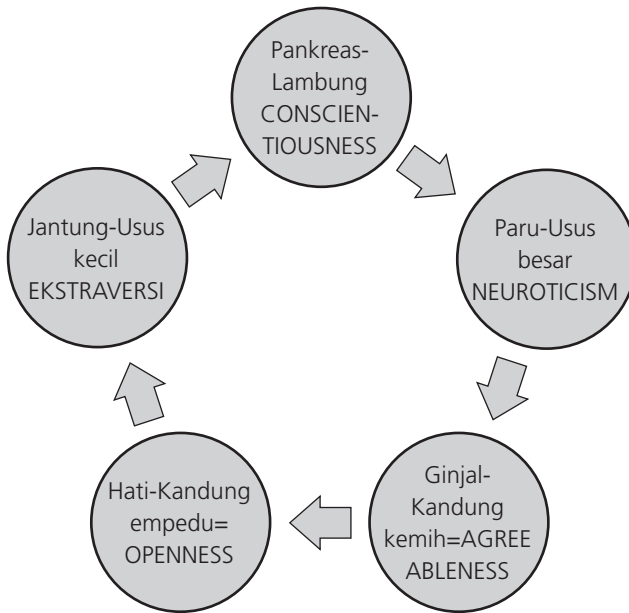 Pankreas-
Lambung
CONSCIEN-
TIOUSNESS
Paru-Usus
besar
NEUROTICISM
Ginjal-
Kandung
kemih=AGREE
ABLENESS
Hati-Kandung
empedu=
OPENNESS
Jantung-Usus
kecil
EKSTRAVERSI